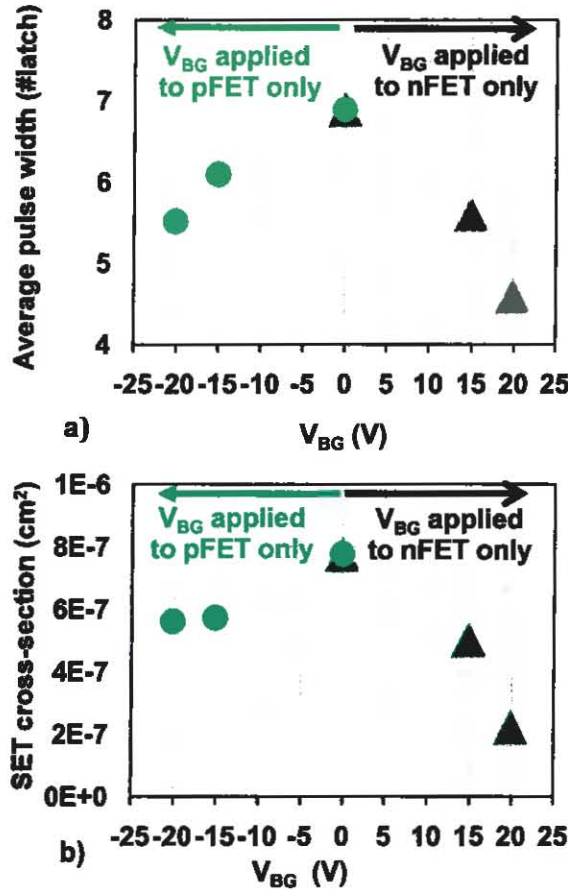 Average pulse width (#latch)
8
7
6
5
4
V_BG applied
to pFET only
V_BG applied
to nFET only
-25 -20 -15 -10 -5 0 5 10 15 20 25
a)
V_BG (V)
SET cross-section (cm²)
1E-6
8E-7
6E-7
4E-7
2E-7
0E+0
V_BG applied
to pFET only
V_BG applied
to nFET only
-25 -20 -15 -10 -5 0 5 10 15 20 25
b)
V_BG (V)